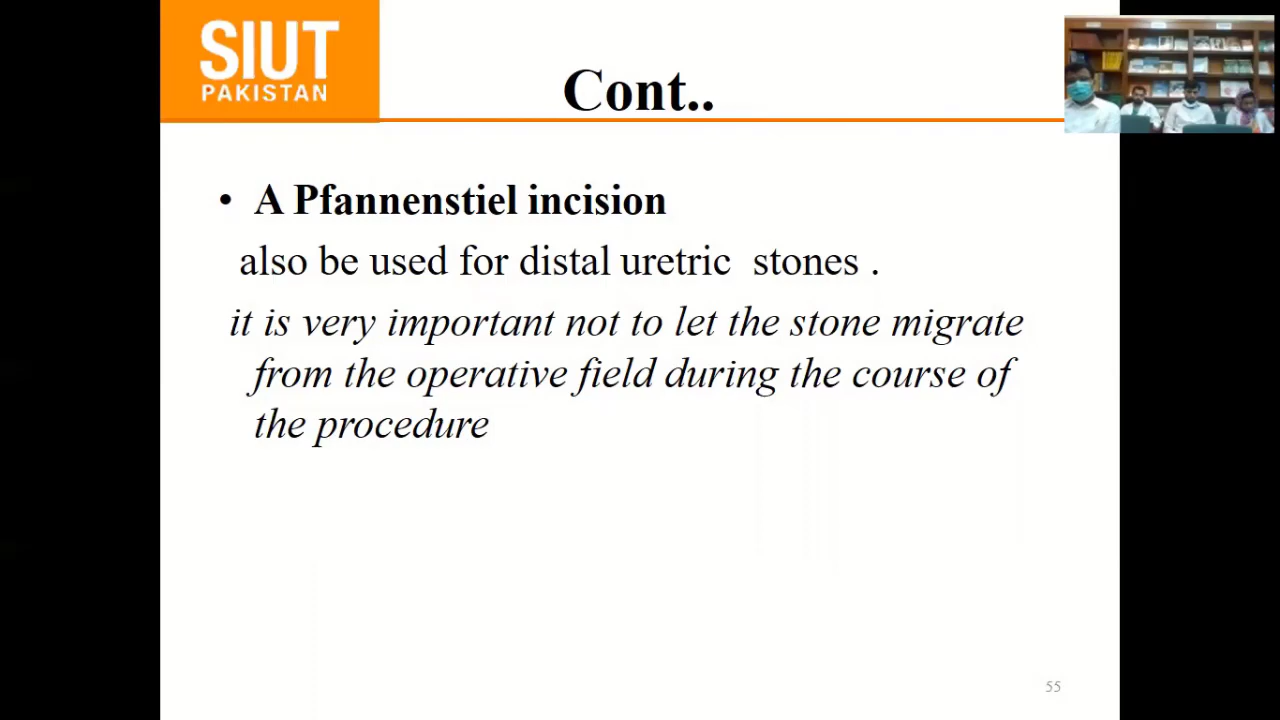 SIUT
PAKISTAN
Cont..
• A Pfannenstiel incision
also be used for distal uretric stones .
it is very important not to let the stone migrate
from the operative field during the course of
the procedure
55